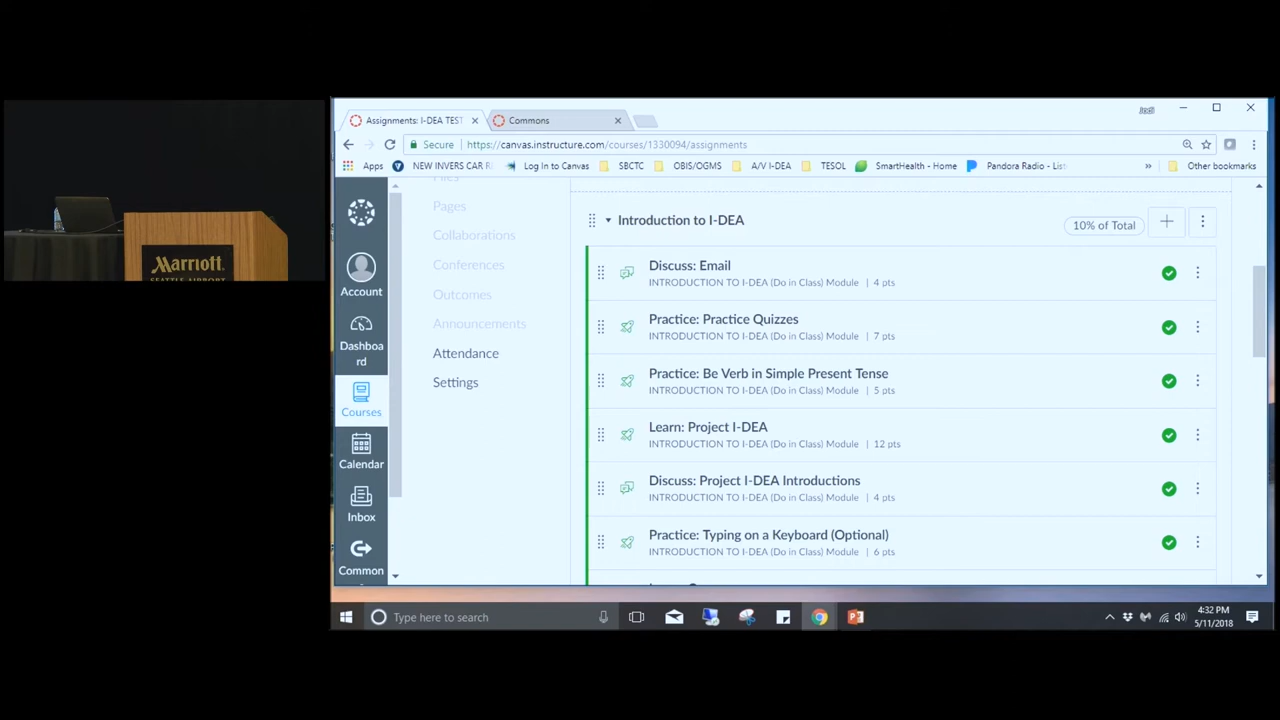 Marriott
SEATTLE AIRPORT
Assignments: I-DEA TEST
Commons
Secure
https://canvas.instructure.com/courses/1330094/assignments
Apps
NEW INVERS CAR R
Log In to Canvas
SBCTC
OBIS/OGMS
A/V I-DEA
TESOL
SmartHealth - Home
Pandora Radio - List
»
Other bookmarks
Account
Dashboa
rd
Courses
Calendar
Inbox
Common
Files
Pages
Collaborations
Conferences
Outcomes
Announcements
Attendance
Settings
Introduction to I-DEA
10% of Total
Discuss: Email
INTRODUCTION TO I-DEA (Do in Class) Module | 4 pts
Practice: Practice Quizzes
INTRODUCTION TO I-DEA (Do in Class) Module | 7 pts
Practice: Be Verb in Simple Present Tense
INTRODUCTION TO I-DEA (Do in Class) Module | 5 pts
Learn: Project I-DEA
INTRODUCTION TO I-DEA (Do in Class) Module | 12 pts
Discuss: Project I-DEA Introductions
INTRODUCTION TO I-DEA (Do in Class) Module | 4 pts
Practice: Typing on a Keyboard (Optional)
INTRODUCTION TO I-DEA (Do in Class) Module | 6 pts
Type here to search
4:32 PM
5/11/2018